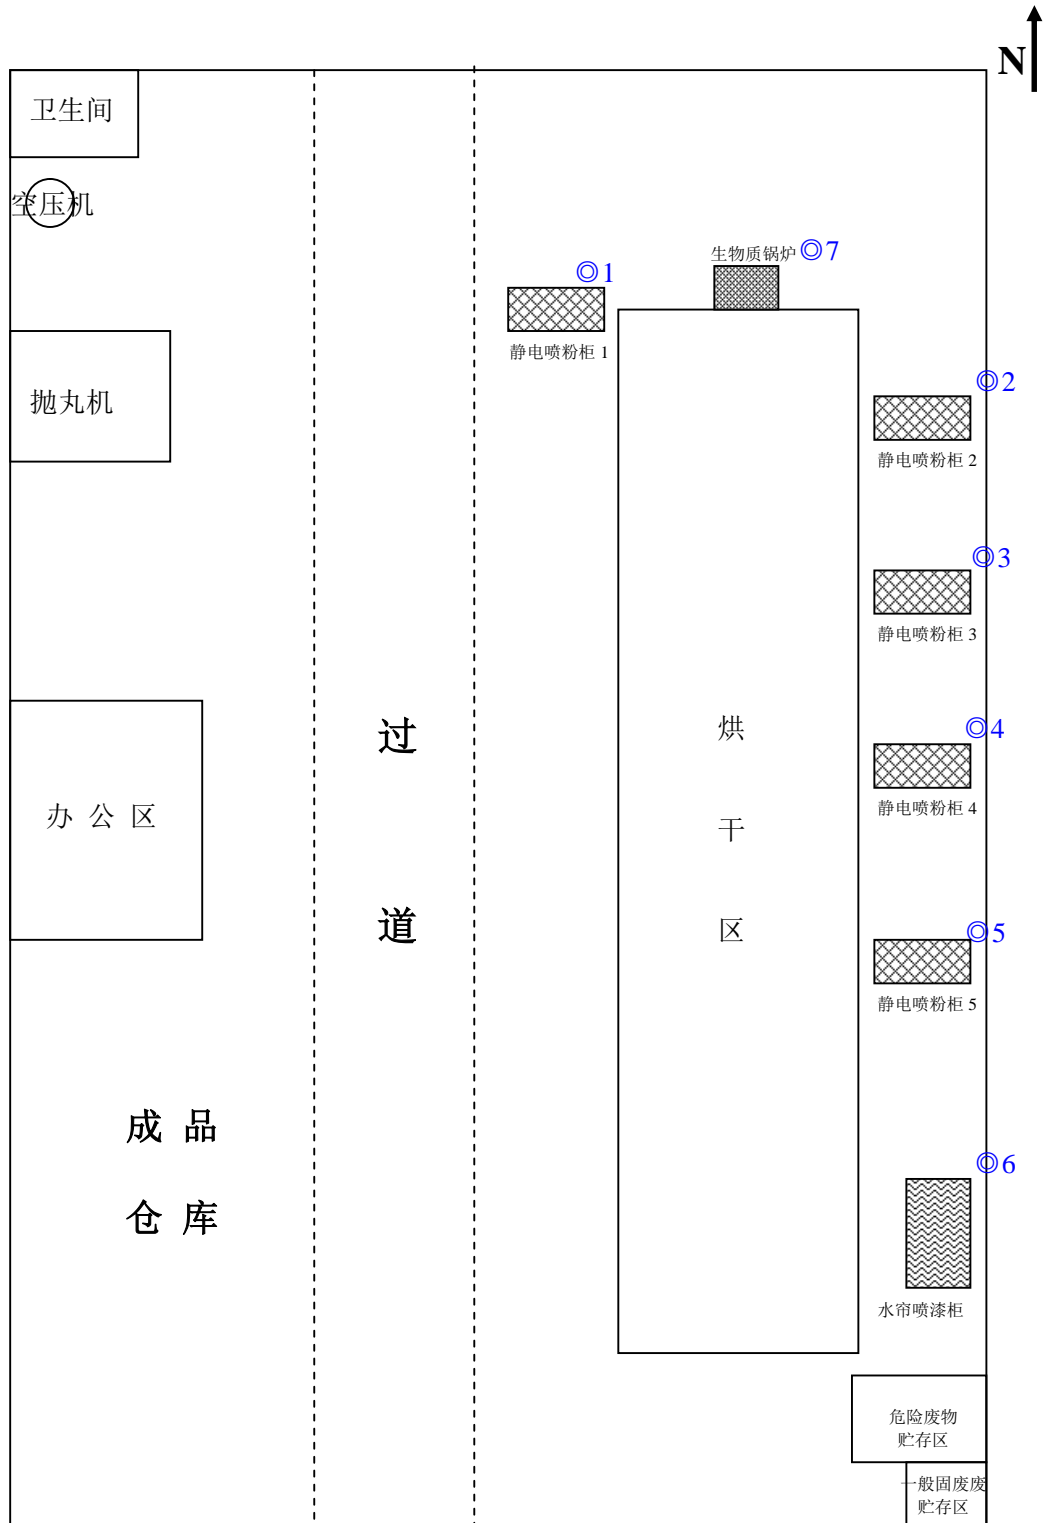 N
卫生间
空压机
生物质锅炉 ◎7
◎1
静电喷粉柜 1
◎2
抛丸机
静电喷粉柜 2
◎3
静电喷粉柜 3
过
道
烘
干
区
◎4
静电喷粉柜 4
办 公 区
◎5
静电喷粉柜 5
成 品
仓 库
◎6
水帘喷漆柜
危险废物
贮存区
一般固废废
贮存区